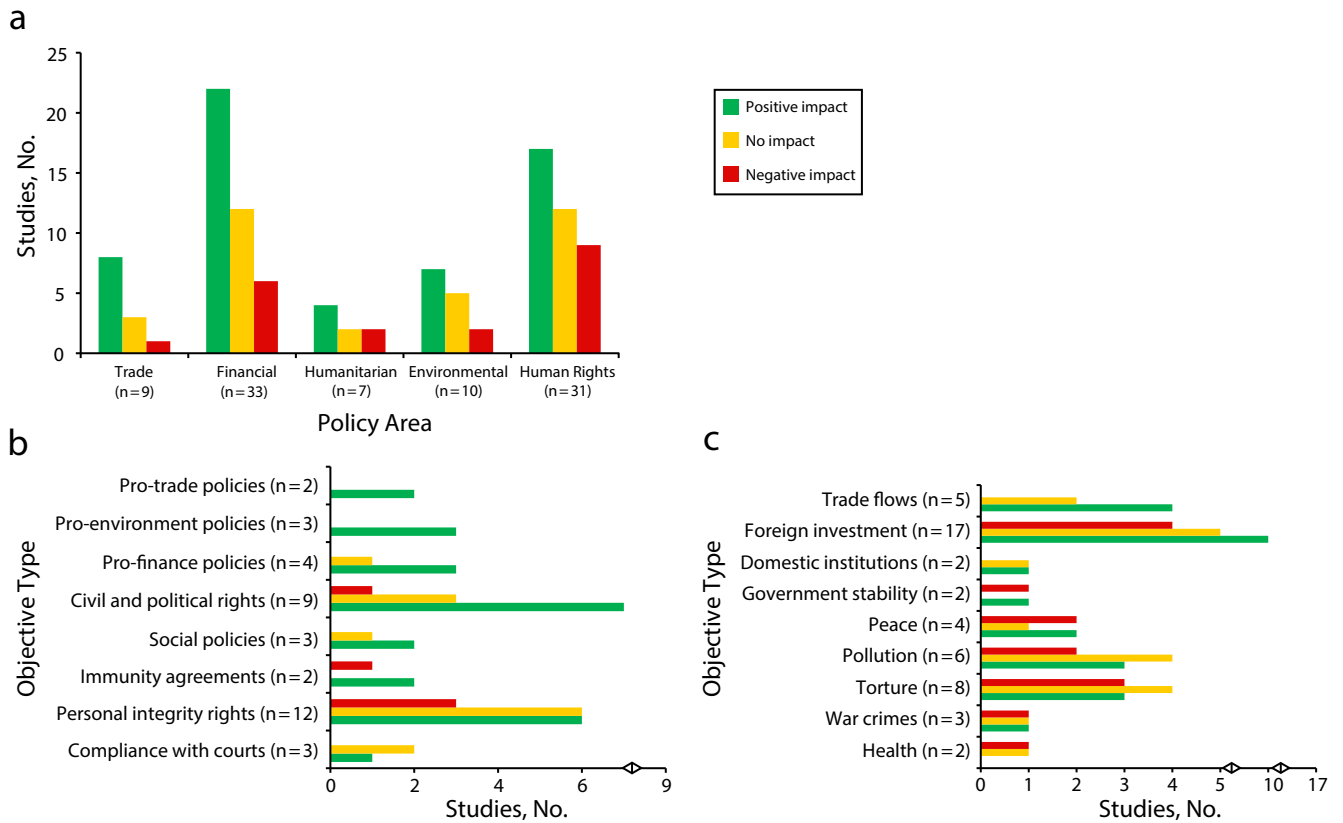 a
25
20
15
10
5
0
Studies, No.
Trade
(n=9)
Financial
(n=33)
Humanitarian
(n=7)
Environmental
(n=10)
Human Rights
(n=31)
Policy Area
Positive impact
No impact
Negative impact
b
Objective Type
Pro-trade policies (n=2)
Pro-environment policies (n=3)
Pro-finance policies (n=4)
Civil and political rights (n=9)
Social policies (n=3)
Immunity agreements (n=2)
Personal integrity rights (n=12)
Compliance with courts (n=3)
0 2 4 6 9
Studies, No.
c
Objective Type
Trade flows (n=5)
Foreign investment (n=17)
Domestic institutions (n=2)
Government stability (n=2)
Peace (n=4)
Pollution (n=6)
Torture (n=8)
War crimes (n=3)
Health (n=2)
0 1 2 3 4 5 10 17
Studies, No.